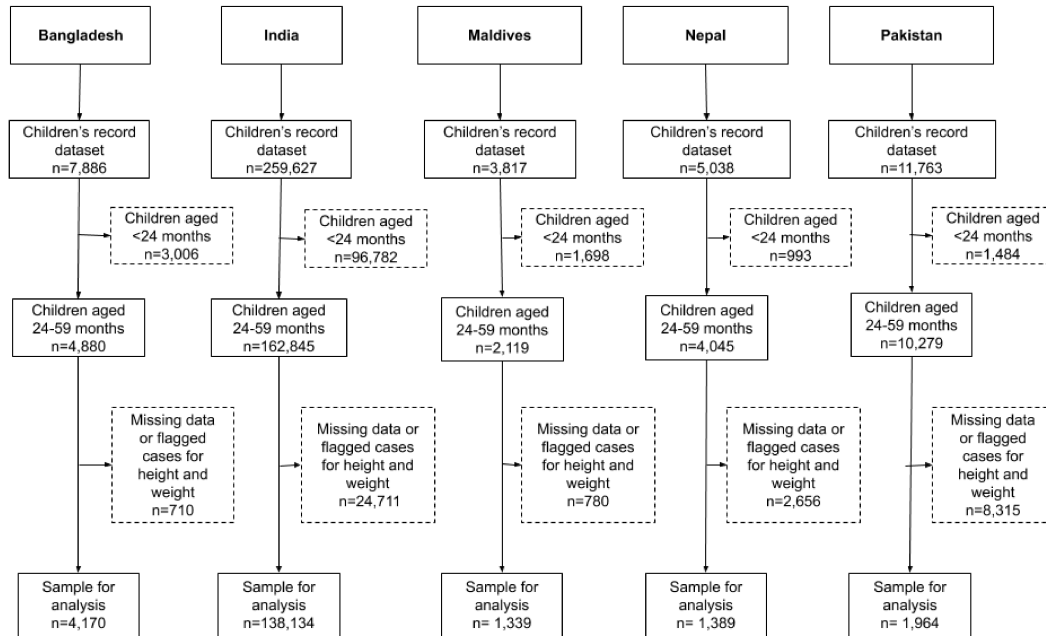 Bangladesh
India
Maldives
Nepal
Pakistan
Children's record
dataset
n=7,886
Children's record
dataset
n=259,627
Children's record
dataset
n=3,817
Children's record
dataset
n=5,038
Children's record
dataset
n=11,763
Children aged
<24 months
n=3,006
Children aged
<24 months
n=96,782
Children aged
<24 months
n=1,698
Children aged
<24 months
n=993
Children aged
<24 months
n=1,484
Children aged
24-59 months
n=4,880
Children aged
24-59 months
n=162,845
Children aged
24-59 months
n=2,119
Children aged
24-59 months
n=4,045
Children aged
24-59 months
n=10,279
Missing data
or flagged
cases for
height and
weight
n=710
Missing data or
flagged cases
for height and
weight
n=24,711
Missing data or
flagged cases
for height and
weight
n=780
Missing data or
flagged cases
for height and
weight
n=2,656
Missing data or
flagged cases
for height and
weight
n=8,315
Sample for
analysis
n=4,170
Sample for
analysis
n=138,134
Sample for
analysis
n= 1,339
Sample for
analysis
n= 1,389
Sample for
analysis
n= 1,964